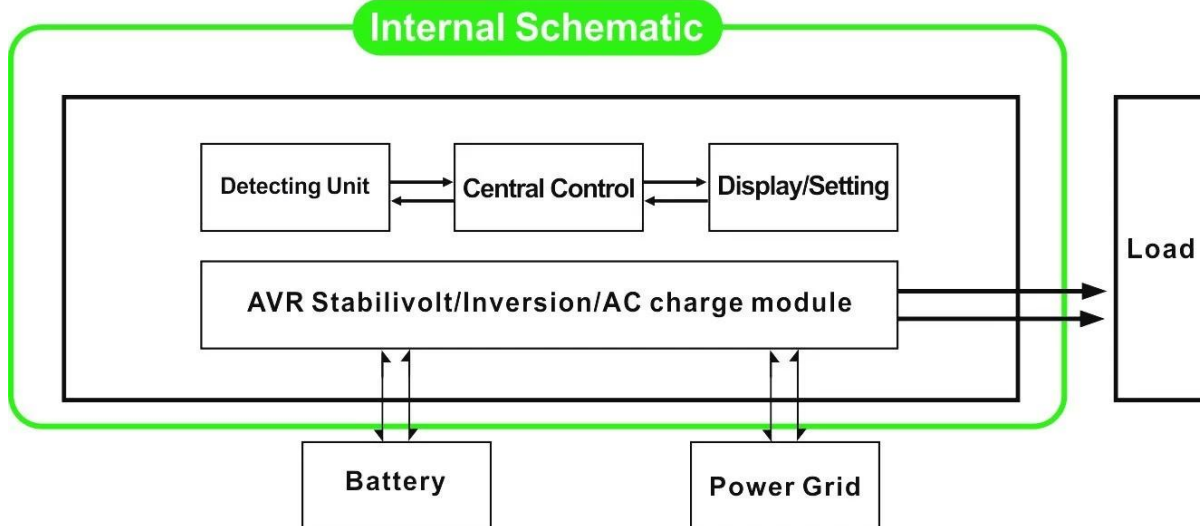 Internal Schematic
Detecting Unit
Central Control
Display/Setting
AVR Stabilivolt/Inversion/AC charge module
Load
Battery
Power Grid